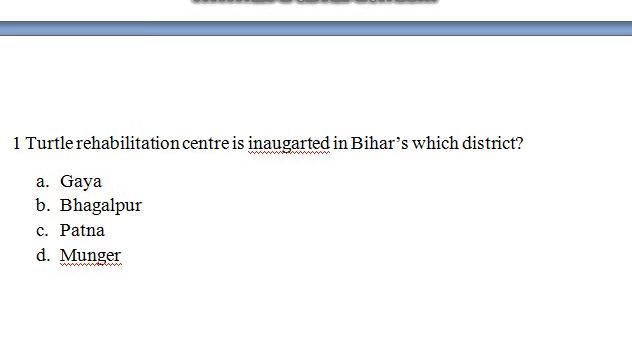 1 Turtle rehabilitation centre is inaugarted in Bihar's which district?
a. Gaya
b. Bhagalpur
c. Patna
d. Munger